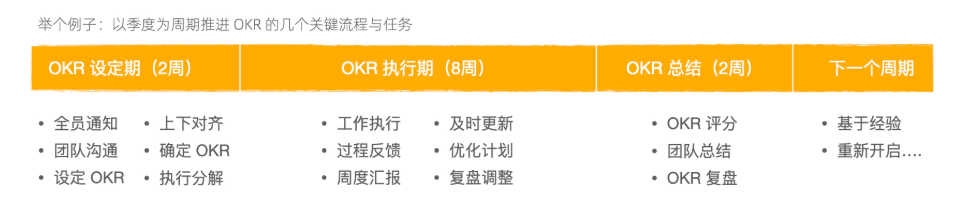 举个例子：以季度为周期推进 OKR 的几个关键流程与任务
OKR 设定期（2周）
OKR 执行期（8周）
OKR 总结（2周）
下一个周期
• 全员通知
• 团队沟通
• 设定 OKR
• 上下对齐
• 确定 OKR
• 执行分解
• 工作执行
• 过程反馈
• 周度汇报
• 及时更新
• 优化计划
• 复盘调整
• OKR 评分
• 团队总结
• OKR 复盘
• 基于经验
• 重新开启....